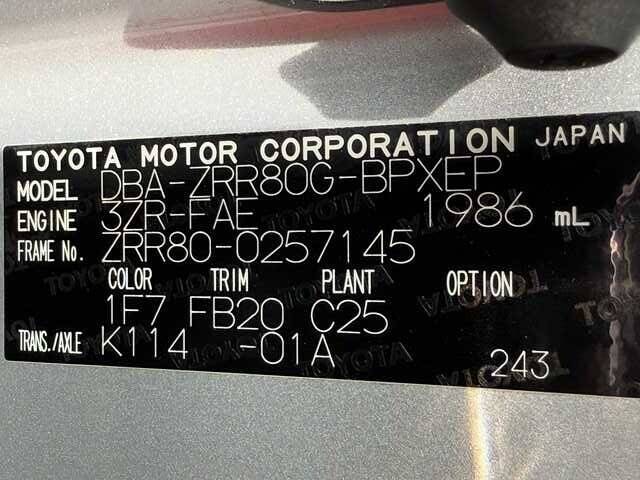 TOYOTA MOTOR CORPORATION JAPAN
MODEL DBA-ZRR80G-BPXEP
ENGINE 3ZR-FAE 1986 mL
FRAME No. ZRR80-0257145
COLOR TRIM PLANT OPTION
1F7 FB20 C25
TRANS./AXLE K114 -01A 243